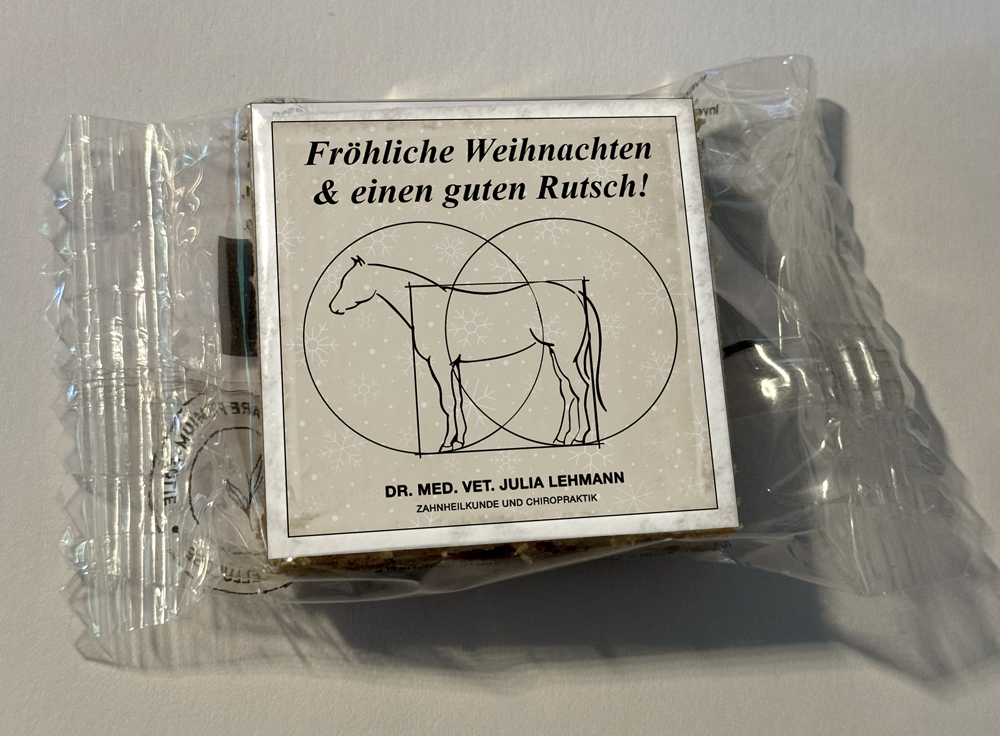 Fröhliche Weihnachten
& einen guten Rutsch!
DR. MED. VET. JULIA LEHMANN
ZAHNHEILKUNDE UND CHIROPRAKTIK